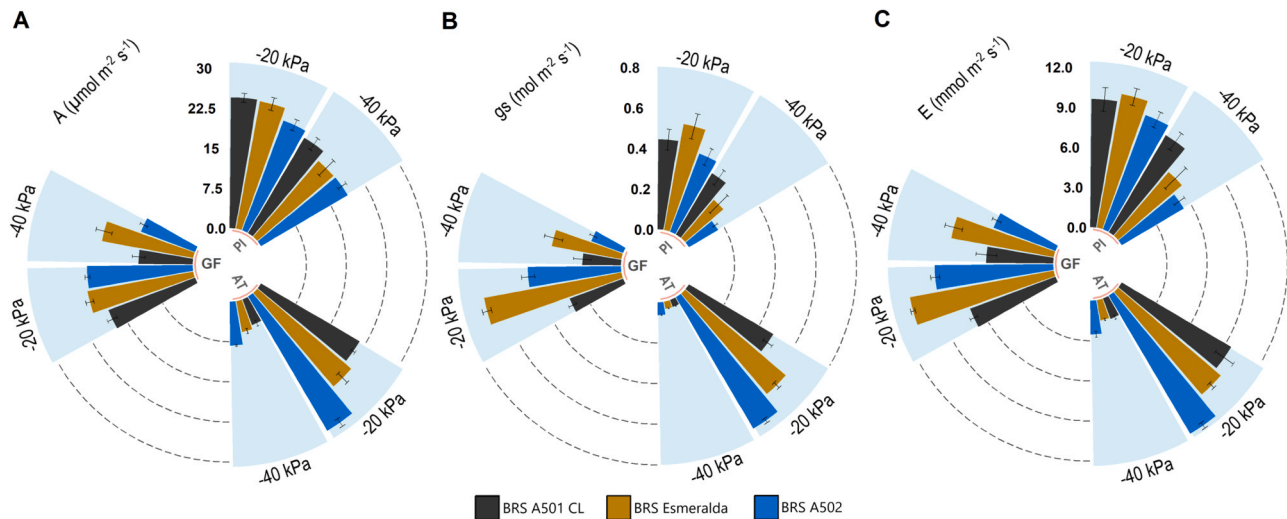 A
A (µmol m⁻² s⁻¹)
30
22.5
15
7.5
0.0
-20 kPa
-40 kPa
-40 kPa
-20 kPa
PI
GF
AT
-20 kPa
-40 kPa
B
gs (mol m⁻² s⁻¹)
0.8
0.6
0.4
0.2
0.0
-20 kPa
-40 kPa
-40 kPa
-20 kPa
PI
GF
AT
-20 kPa
-40 kPa
C
E (mmol m⁻² s⁻¹)
12.0
9.0
6.0
3.0
0.0
-20 kPa
-40 kPa
-40 kPa
-20 kPa
PI
GF
AT
-20 kPa
-40 kPa
BRS A501 CL
BRS Esmeralda
BRS A502